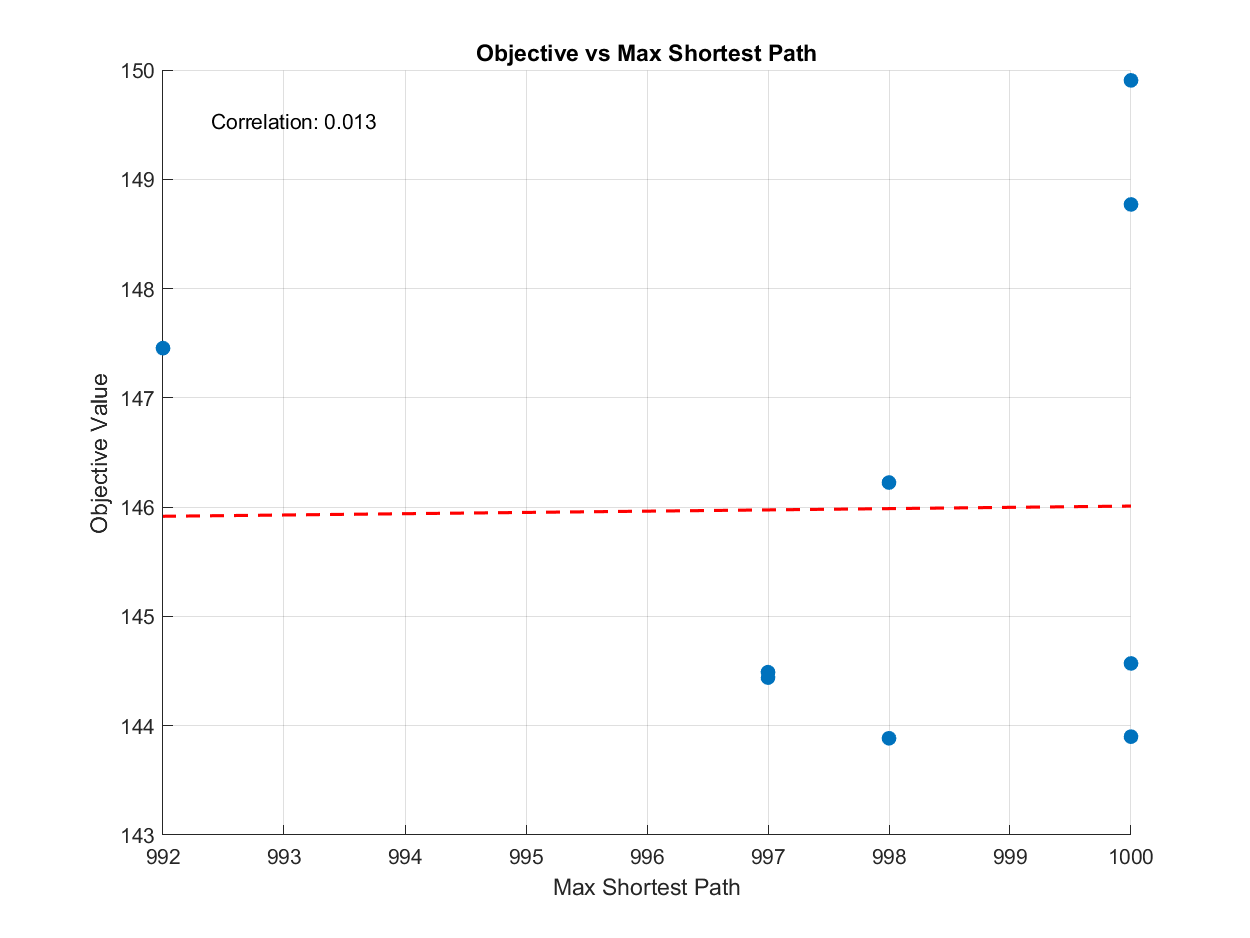 Objective vs Max Shortest Path
Correlation: 0.013
150
149
148
147
146
145
144
143
Objective Value
992 993 994 995 996 997 998 999 1000
Max Shortest Path